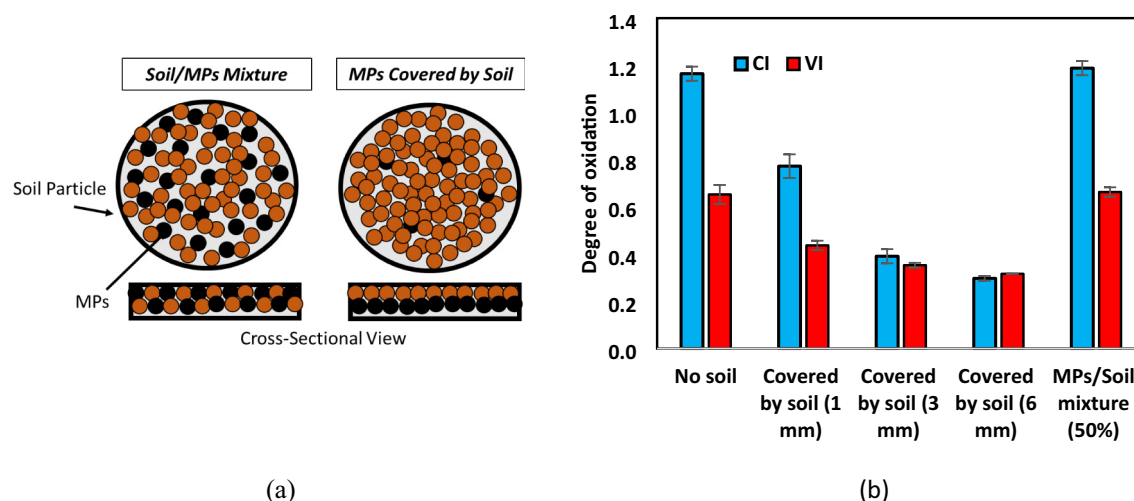 Soil/MPs Mixture
MPs Covered by Soil
Soil Particle
MPs
Cross-Sectional View
(a)
Degree of oxidation
1.4
1.2
1.0
0.8
0.6
0.4
0.2
0.0
CI
VI
No soil
Covered
by soil (1
mm)
Covered
by soil (3
mm)
Covered
by soil (6
mm)
MPs/Soil
mixture
(50%)
(b)